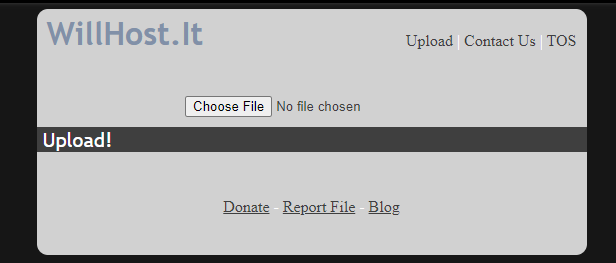 WillHost.It
Upload | Contact Us | TOS
Choose File No file chosen
Upload!
Donate - Report File - Blog